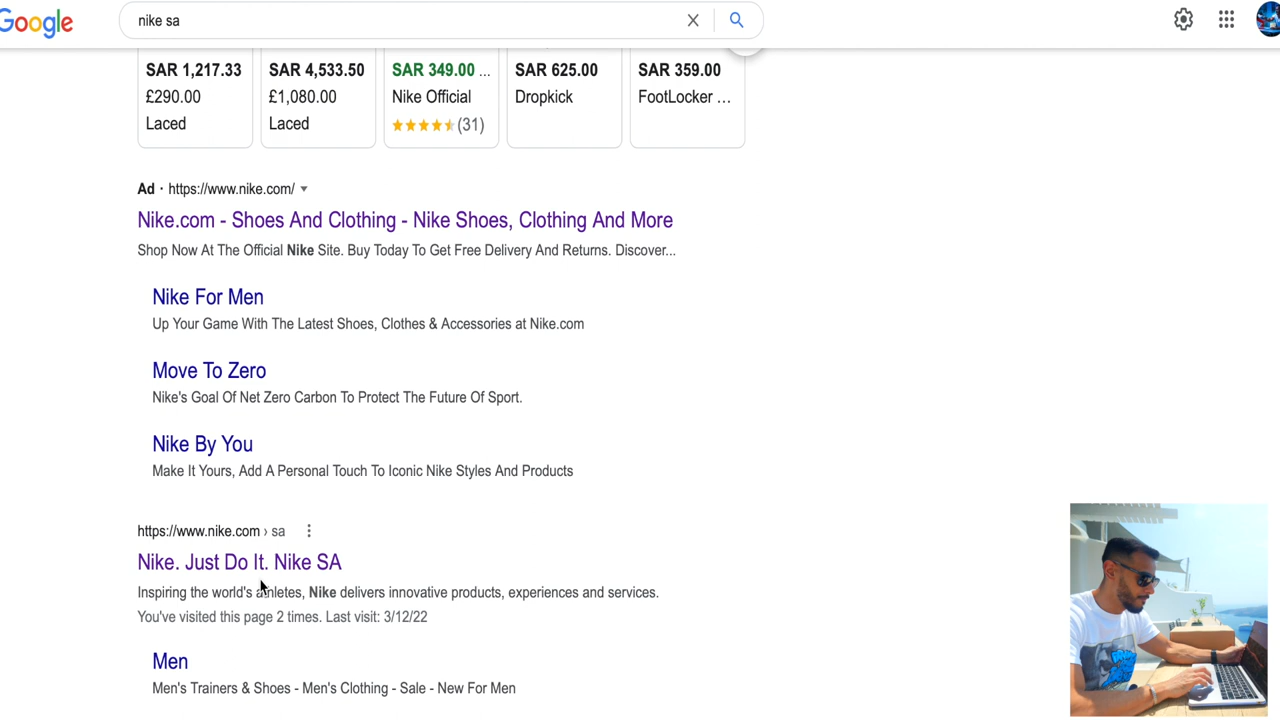 Google
nike sa
SAR 1,217.33
£290.00
Laced
SAR 4,533.50
£1,080.00
Laced
SAR 349.00 ...
Nike Official
(31)
SAR 625.00
Dropkick
SAR 359.00
FootLocker ...
Ad · https://www.nike.com/
Nike.com - Shoes And Clothing - Nike Shoes, Clothing And More
Shop Now At The Official Nike Site. Buy Today To Get Free Delivery And Returns. Discover...
Nike For Men
Up Your Game With The Latest Shoes, Clothes & Accessories at Nike.com
Move To Zero
Nike's Goal Of Net Zero Carbon To Protect The Future Of Sport.
Nike By You
Make It Yours, Add A Personal Touch To Iconic Nike Styles And Products
https://www.nike.com › sa
Nike. Just Do It. Nike SA
Inspiring the world's athletes, Nike delivers innovative products, experiences and services.
You've visited this page 2 times. Last visit: 3/12/22
Men
Men's Trainers & Shoes - Men's Clothing - Sale - New For Men